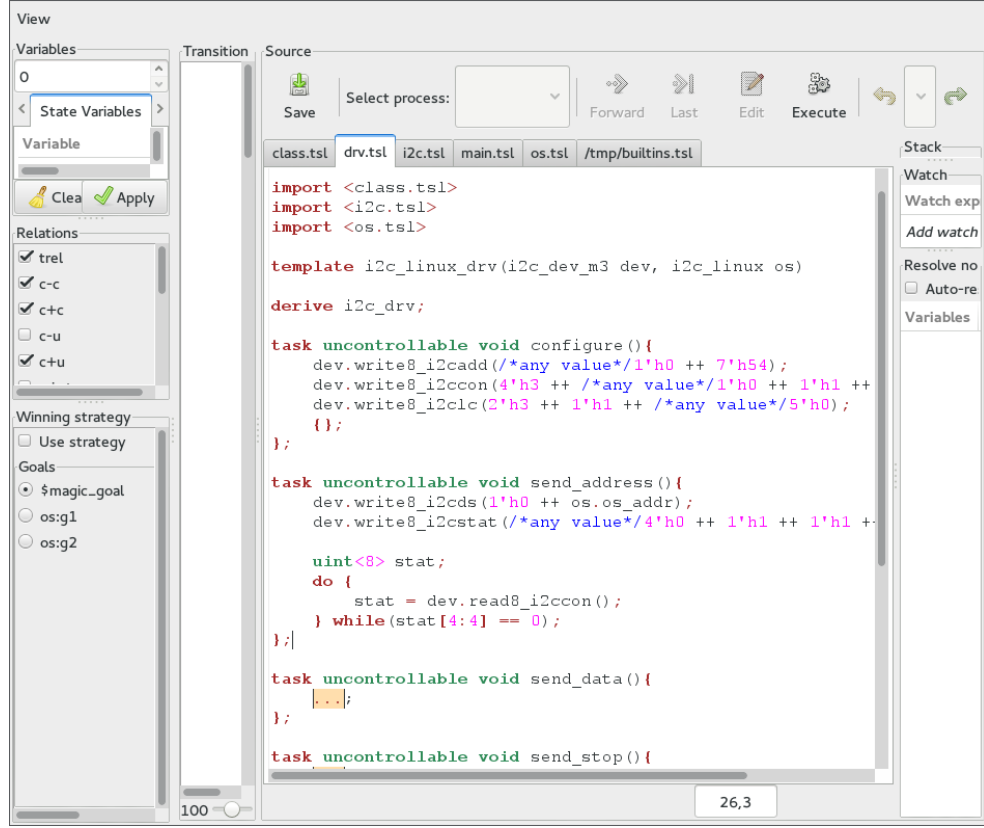 View
Variables
0
State Variables
Variable
Clea
Apply
Relations
trel
c-c
c+c
c-u
c+u
Winning strategy
Use strategy
Goals
$magic_goal
os:g1
os:g2
Transition
100
Source
Save
Select process:
Forward
Last
Edit
Execute
class.tsl drv.tsl i2c.tsl main.tsl os.tsl /tmp/builtins.tsl
import <class.tsl>
import <i2c.tsl>
import <os.tsl>
template i2c_linux_drv(i2c_dev_m3 dev, i2c_linux os)
derive i2c_drv;
task uncontrollable void configure(){
dev.write8_i2cadd(/*any value*/1'h0 ++ 7'h54);
dev.write8_i2ccon(4'h3 ++ /*any value*/1'h0 ++ 1'h1 ++
dev.write8_i2clc(2'h3 ++ 1'h1 ++ /*any value*/5'h0);
{};
};
task uncontrollable void send_address(){
dev.write8_i2cds(1'h0 ++ os.os_addr);
dev.write8_i2cstat(/*any value*/4'h0 ++ 1'h1 ++ 1'h1 ++
uint<8> stat;
do {
stat = dev.read8_i2ccon();
} while(stat[4:4] == 0);
};
task uncontrollable void send_data(){
...;
};
task uncontrollable void send_stop(){
26,3
Stack
Watch
Watch exp
Add watch
Resolve no
Auto-re
Variables